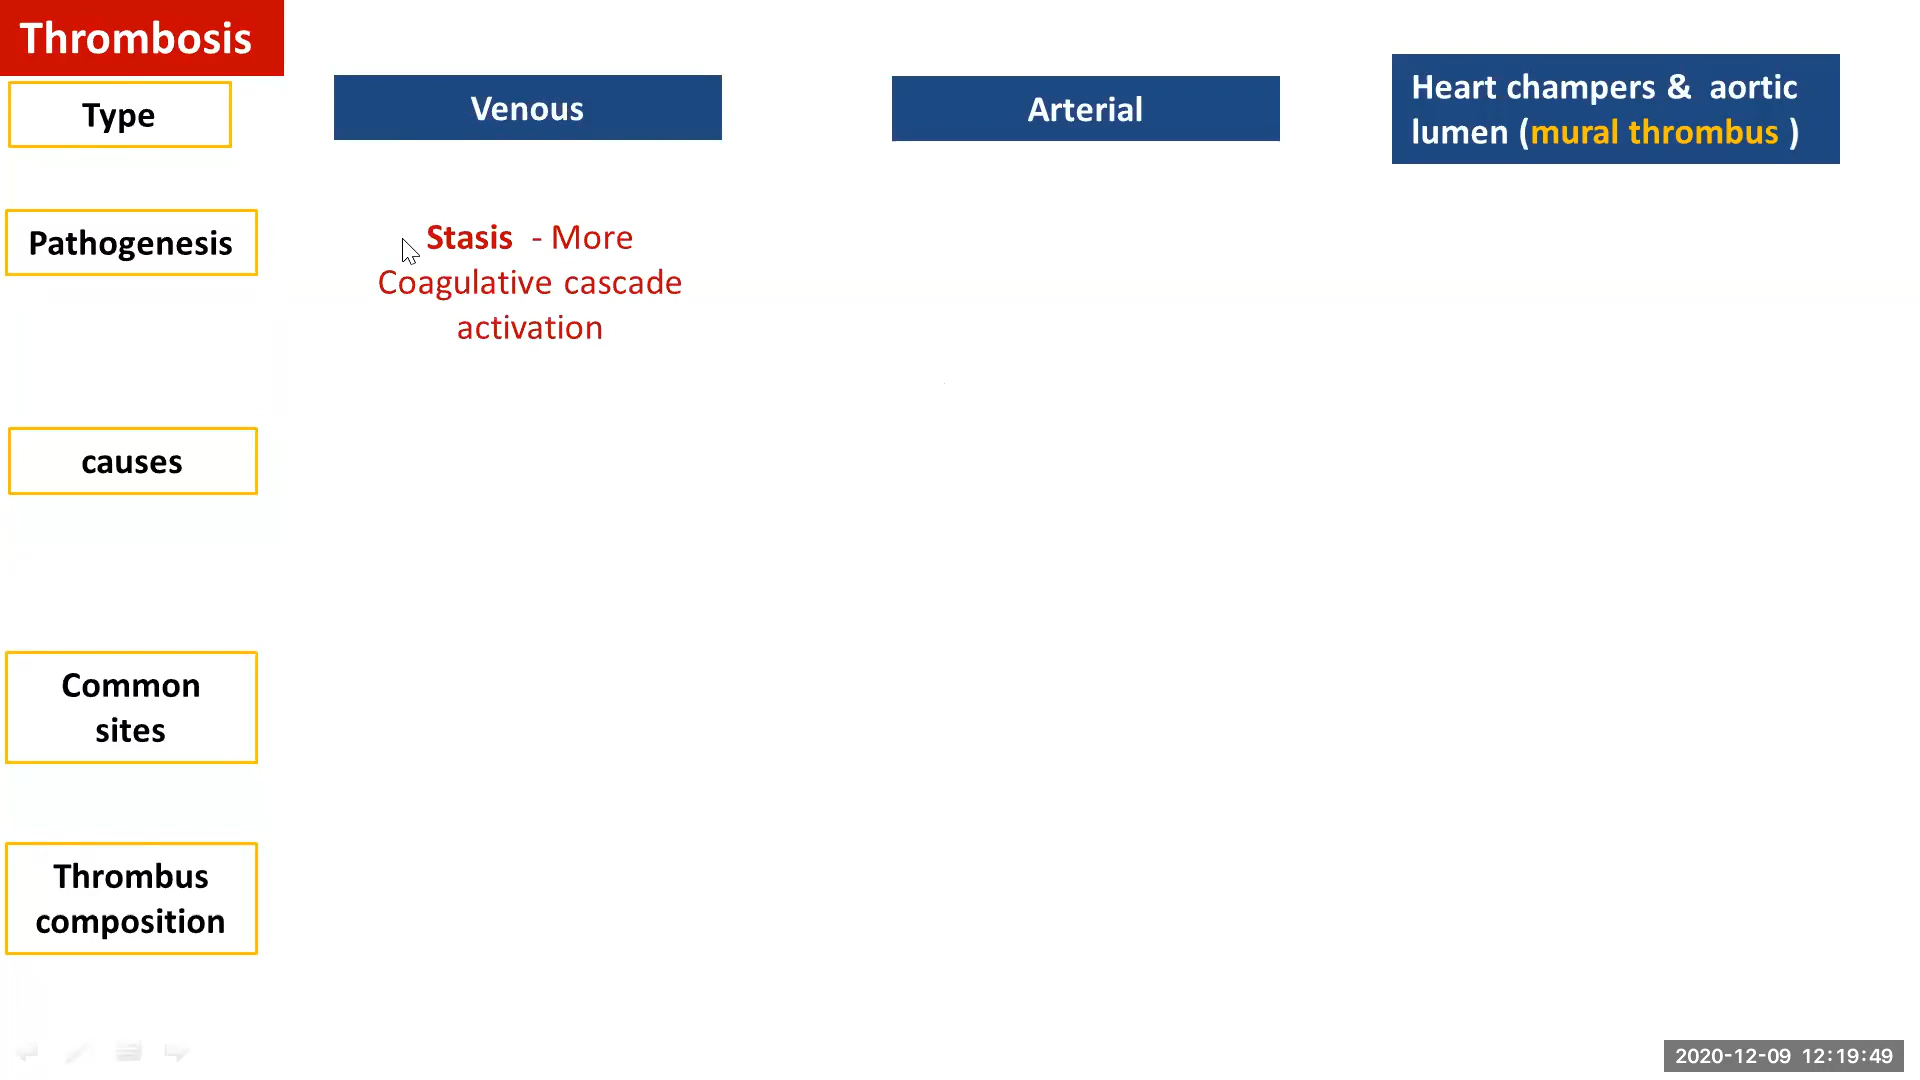 Thrombosis
Type
Venous
Arterial
Heart champers & aortic
lumen (mural thrombus )
Pathogenesis
Stasis - More
Coagulative cascade
activation
causes
Common
sites
Thrombus
composition
2020-12-09 12:19:49